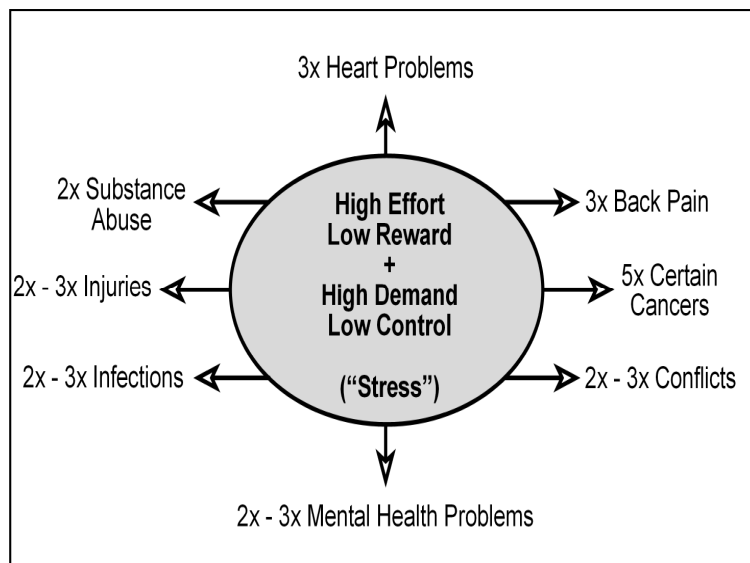 3x Heart Problems
2x Substance
Abuse
3x Back Pain
2x - 3x Injuries
5x Certain
Cancers
2x - 3x Infections
2x - 3x Conflicts
2x - 3x Mental Health Problems
High Effort
Low Reward
+
High Demand
Low Control
(“Stress”)